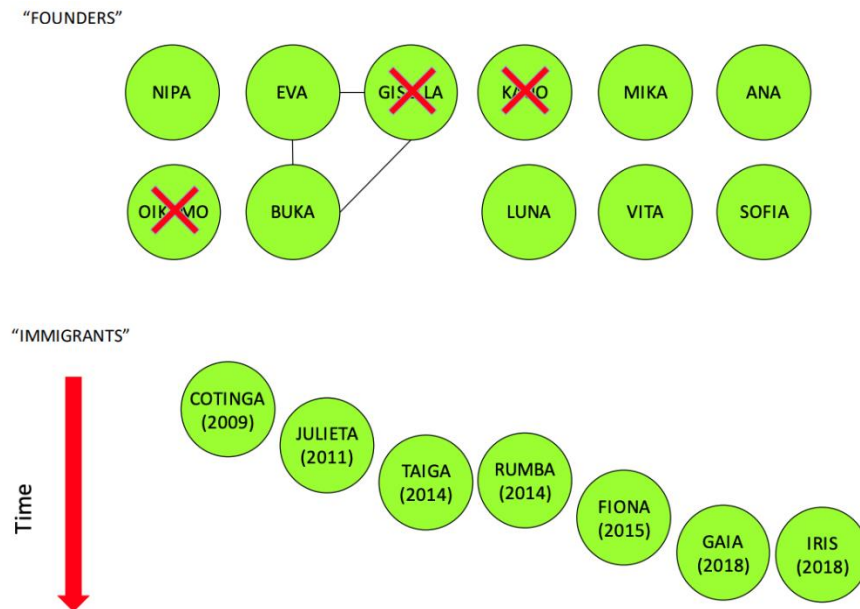 "FOUNDERS"
NIPA
EVA
MIKA
ANA
BUKA
LUNA
VITA
SOFIA
"IMMIGRANTS"
Time
COTINGA
(2009)
JULIETA
(2011)
TAIGA
(2014)
RUMBA
(2014)
FIONA
(2015)
GAIA
(2018)
IRIS
(2018)